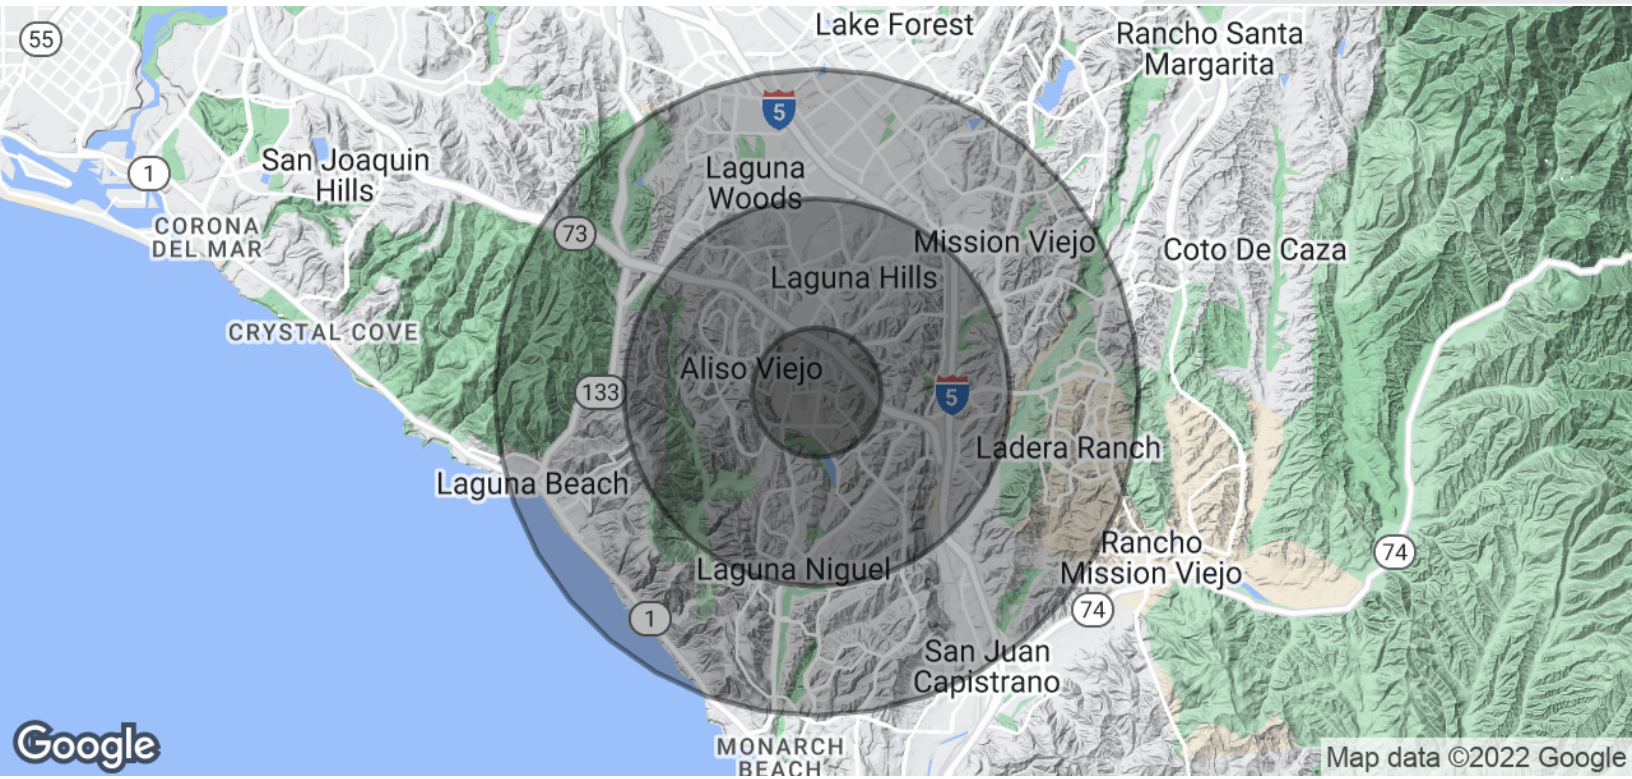 55
Lake Forest
Rancho Santa
Margarita
5
1
San Joaquin
Hills
Laguna
Woods
CORONA
DEL MAR
73
Mission Viejo
Coto De Caza
Laguna Hills
CRYSTAL COVE
Aliso Viejo
133
5
Ladera Ranch
Laguna Beach
Rancho
Mission Viejo
74
Laguna Niguel
1
74
San Juan
Capistrano
MONARCH
BEACH
Google
Map data ©2022 Google